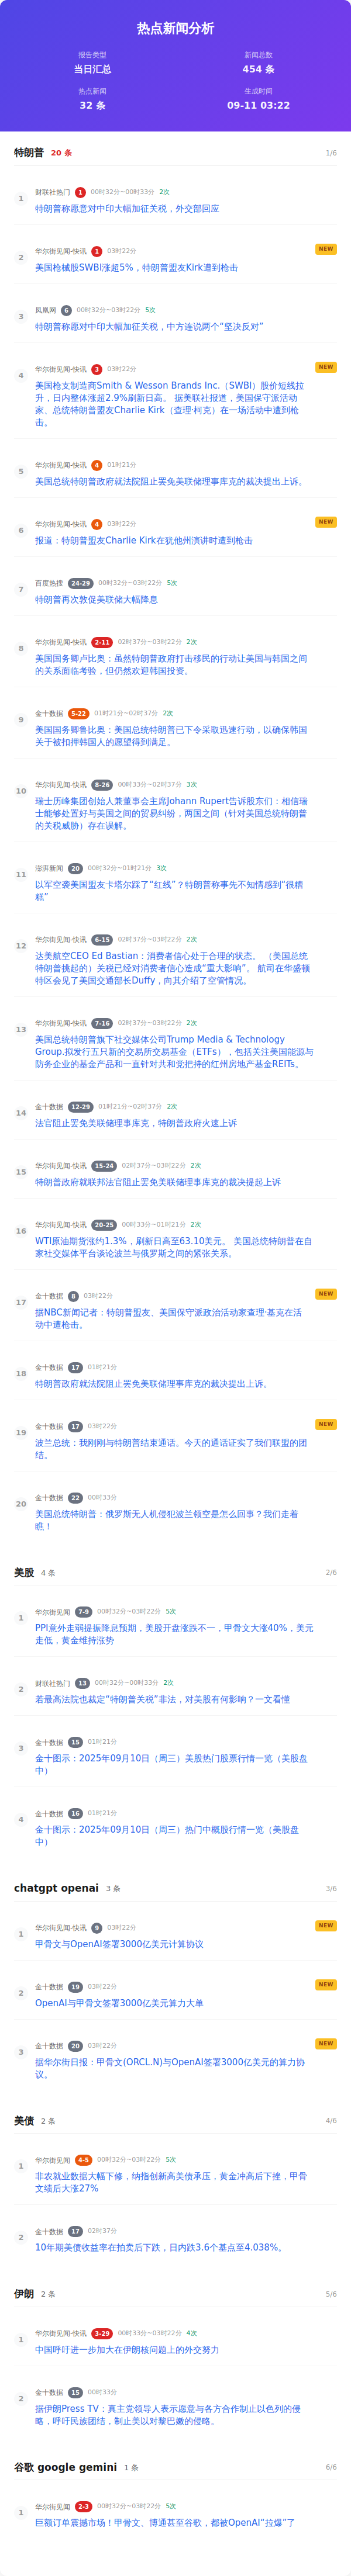 热点新闻分析
报告类型
新闻总数
当日汇总
454 条
热点新闻
生成时间
32 条
09-11 03:22
特朗普 20 条 1/6
1
财联社热门 1 00时32分~00时33分 2次
特朗普称愿意对中印大幅加征关税，外交部回应
2
华尔街见闻-快讯 1 03时22分 NEW
美国枪械股SWBI涨超5%，特朗普盟友Kirk遭到枪击
3
凤凰网 6 00时32分~03时22分 5次
特朗普称愿对中印大幅加征关税，中方连说两个“坚决反对”
4
华尔街见闻-快讯 3 03时22分 NEW
美国枪支制造商Smith & Wesson Brands Inc.（SWBI）股价短线拉
升，日内整体涨超2.9%刷新日高。 据美联社报道，美国保守派活动
家、总统特朗普盟友Charlie Kirk（查理·柯克）在一场活动中遭到枪
击。
5
华尔街见闻-快讯 4 01时21分
美国总统特朗普政府就法院阻止罢免美联储理事库克的裁决提出上诉。
6
华尔街见闻-快讯 4 03时22分 NEW
报道：特朗普盟友Charlie Kirk在犹他州演讲时遭到枪击
7
百度热搜 24-29 00时32分~03时22分 5次
特朗普再次敦促美联储大幅降息
8
华尔街见闻-快讯 2-11 02时37分~03时22分 2次
美国国务卿卢比奥：虽然特朗普政府打击移民的行动让美国与韩国之间
的关系面临考验，但仍然欢迎韩国投资。
9
金十数据 5-22 01时21分~02时37分 2次
美国国务卿鲁比奥：美国总统特朗普已下令采取迅速行动，以确保韩国
关于被扣押韩国人的愿望得到满足。
10
华尔街见闻-快讯 8-26 00时33分~02时37分 3次
瑞士历峰集团创始人兼董事会主席Johann Rupert告诉股东们：相信瑞
士能够处置好与美国之间的贸易纠纷，两国之间（针对美国总统特朗普
的关税威胁）存在误解。
11
澎湃新闻 20 00时32分~01时21分 3次
以军空袭美国盟友卡塔尔踩了“红线”？特朗普称事先不知情感到“很糟
糕”
12
华尔街见闻-快讯 6-15 02时37分~03时22分 2次
达美航空CEO Ed Bastian：消费者信心处于合理的状态。 （美国总统
特朗普挑起的）关税已经对消费者信心造成“重大影响”。 航司在华盛顿
特区会见了美国交通部长Duffy，向其介绍了空管情况。
13
华尔街见闻-快讯 7-16 02时37分~03时22分 2次
美国总统特朗普旗下社交媒体公司Trump Media & Technology
Group.拟发行五只新的交易所交易基金（ETFs），包括关注美国能源与
防务企业的基金产品和一直针对共和党把持的红州房地产基金REITs。
14
金十数据 12-29 01时21分~02时37分 2次
法官阻止罢免美联储理事库克，特朗普政府火速上诉
15
华尔街见闻-快讯 15-24 02时37分~03时22分 2次
特朗普政府就联邦法官阻止罢免美联储理事库克的裁决提起上诉
16
华尔街见闻-快讯 20-25 00时33分~01时21分 2次
WTI原油期货涨约1.3%，刷新日高至63.10美元。 美国总统特朗普在自
家社交媒体平台谈论波兰与俄罗斯之间的紧张关系。
17
金十数据 8 03时22分 NEW
据NBC新闻记者：特朗普盟友、美国保守派政治活动家查理·基克在活
动中遭枪击。
18
金十数据 17 01时21分
特朗普政府就法院阻止罢免美联储理事库克的裁决提出上诉。
19
金十数据 17 03时22分 NEW
波兰总统：我刚刚与特朗普结束通话。今天的通话证实了我们联盟的团
结。
20
金十数据 22 00时33分
美国总统特朗普：俄罗斯无人机侵犯波兰领空是怎么回事？我们走着
瞧！
美股 4 条 2/6
1
华尔街见闻 7-9 00时32分~03时22分 5次
PPI意外走弱提振降息预期，美股开盘涨跌不一，甲骨文大涨40%，美元
走低，黄金维持涨势
2
财联社热门 13 00时32分~00时33分 2次
若最高法院也裁定“特朗普关税”非法，对美股有何影响？一文看懂
3
金十数据 15 01时21分
金十图示：2025年09月10日（周三）美股热门股票行情一览（美股盘
中）
4
金十数据 16 01时21分
金十图示：2025年09月10日（周三）热门中概股行情一览（美股盘
中）
chatgpt openai 3 条 3/6
1
华尔街见闻-快讯 9 03时22分 NEW
甲骨文与OpenAI签署3000亿美元计算协议
2
金十数据 19 03时22分 NEW
OpenAI与甲骨文签署3000亿美元算力大单
3
金十数据 20 03时22分 NEW
据华尔街日报：甲骨文(ORCL.N)与OpenAI签署3000亿美元的算力协
议。
美债 2 条 4/6
1
华尔街见闻 4-5 00时32分~03时22分 5次
非农就业数据大幅下修，纳指创新高美债承压，黄金冲高后下挫，甲骨
文绩后大涨27%
2
金十数据 17 02时37分
10年期美债收益率在拍卖后下跌，日内跌3.6个基点至4.038%。
伊朗 2 条 5/6
1
华尔街见闻-快讯 3-29 00时33分~03时22分 4次
中国呼吁进一步加大在伊朗核问题上的外交努力
2
金十数据 15 00时33分
据伊朗Press TV：真主党领导人表示愿意与各方合作制止以色列的侵
略，呼吁民族团结，制止美以对黎巴嫩的侵略。
谷歌 google gemini 1 条 6/6
1
华尔街见闻 2-3 00时32分~03时22分 5次
巨额订单震撼市场！甲骨文、博通甚至谷歌，都被OpenAI“拉爆”了